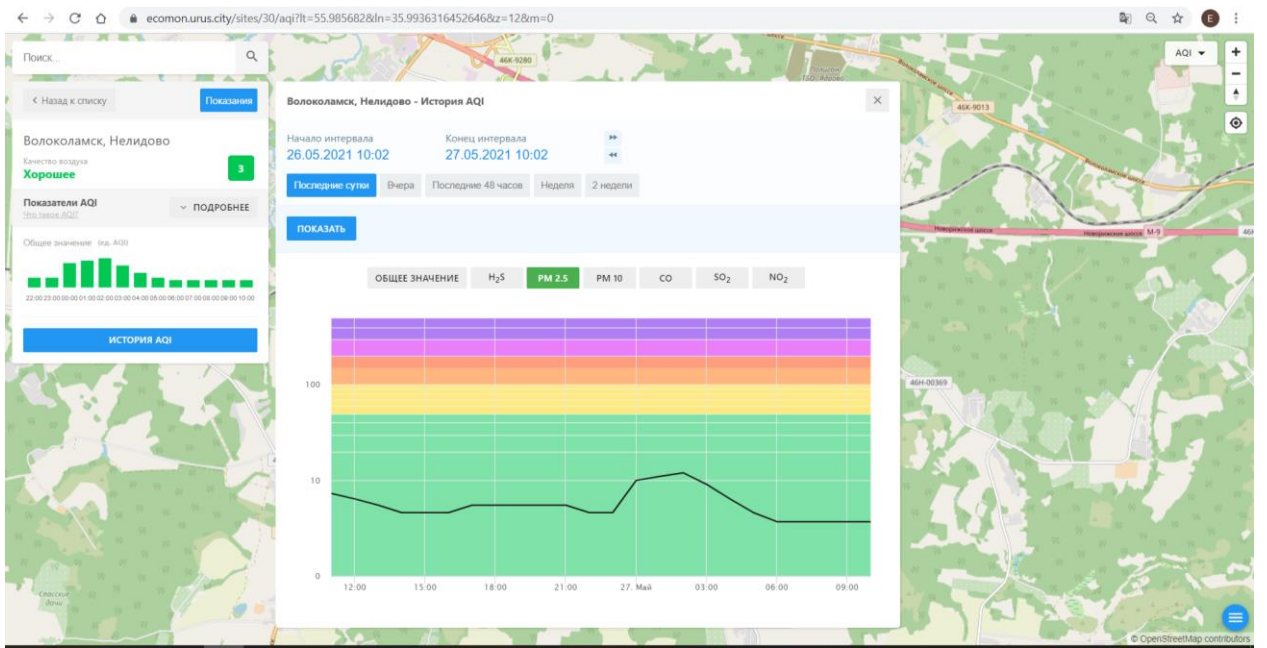 ecomon.urus.city/sites/30/aqi?lt=55.985682&ln=35.9936316452646&z=12&m=0
E
Поиск...
46К-9280
AQI
46К-9013
Волоколамское шоссе
Новорижское шоссе
Новорижское шоссе
М-9
46Н-00369
Спасские дачи
Назад к списку
Показания
Волоколамск, Нелидово
Качество воздуха
Хорошее
3
Показатели AQI
Что такое AQI?
ПОДРОБНЕЕ
Общее значение (ед. AQI)
22:00 23:00 00:00 01:00 02:00 03:00 04:00 05:00 06:00 07:00 08:00 09:00 10:00
ИСТОРИЯ AQI
Волоколамск, Нелидово - История AQI
Начало интервала Конец интервала
26.05.2021 10:02 27.05.2021 10:02
Последние сутки Вчера Последние 48 часов Неделя 2 недели
ПОКАЗАТЬ
ОБЩЕЕ ЗНАЧЕНИЕ H₂S PM 2.5 PM 10 CO SO₂ NO₂
100
10
0
12:00 15:00 18:00 21:00 27. Май 03:00 06:00 09:00
© OpenStreetMap contributors